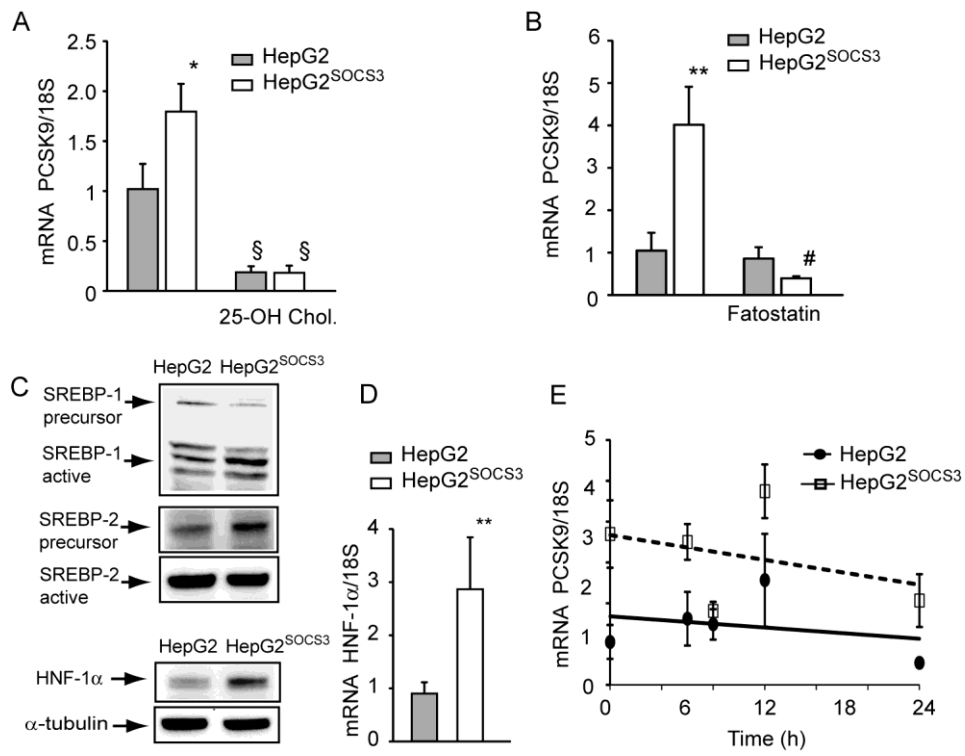 A
2.5
2.0
1.5
1
0.5
0
mRNA PCSK9/18S
HepG2
HepG2SOCS3
*
§
§
25-OH Chol.
B
6
5
4
3
2
1
0
mRNA PCSK9/18S
HepG2
HepG2SOCS3
**
#
Fatostatin
C
HepG2 HepG2SOCS3
SREBP-1
precursor
SREBP-1
active
SREBP-2
precursor
SREBP-2
active
HepG2 HepG2SOCS3
HNF-1α
α-tubulin
D
HepG2
HepG2SOCS3
4
3
2
1
0
mRNA HNF-1α/18S
**
E
5
4
3
2
1
0
mRNA PCSK9/18S
HepG2
HepG2SOCS3
0 6 12 18 24
Time (h)